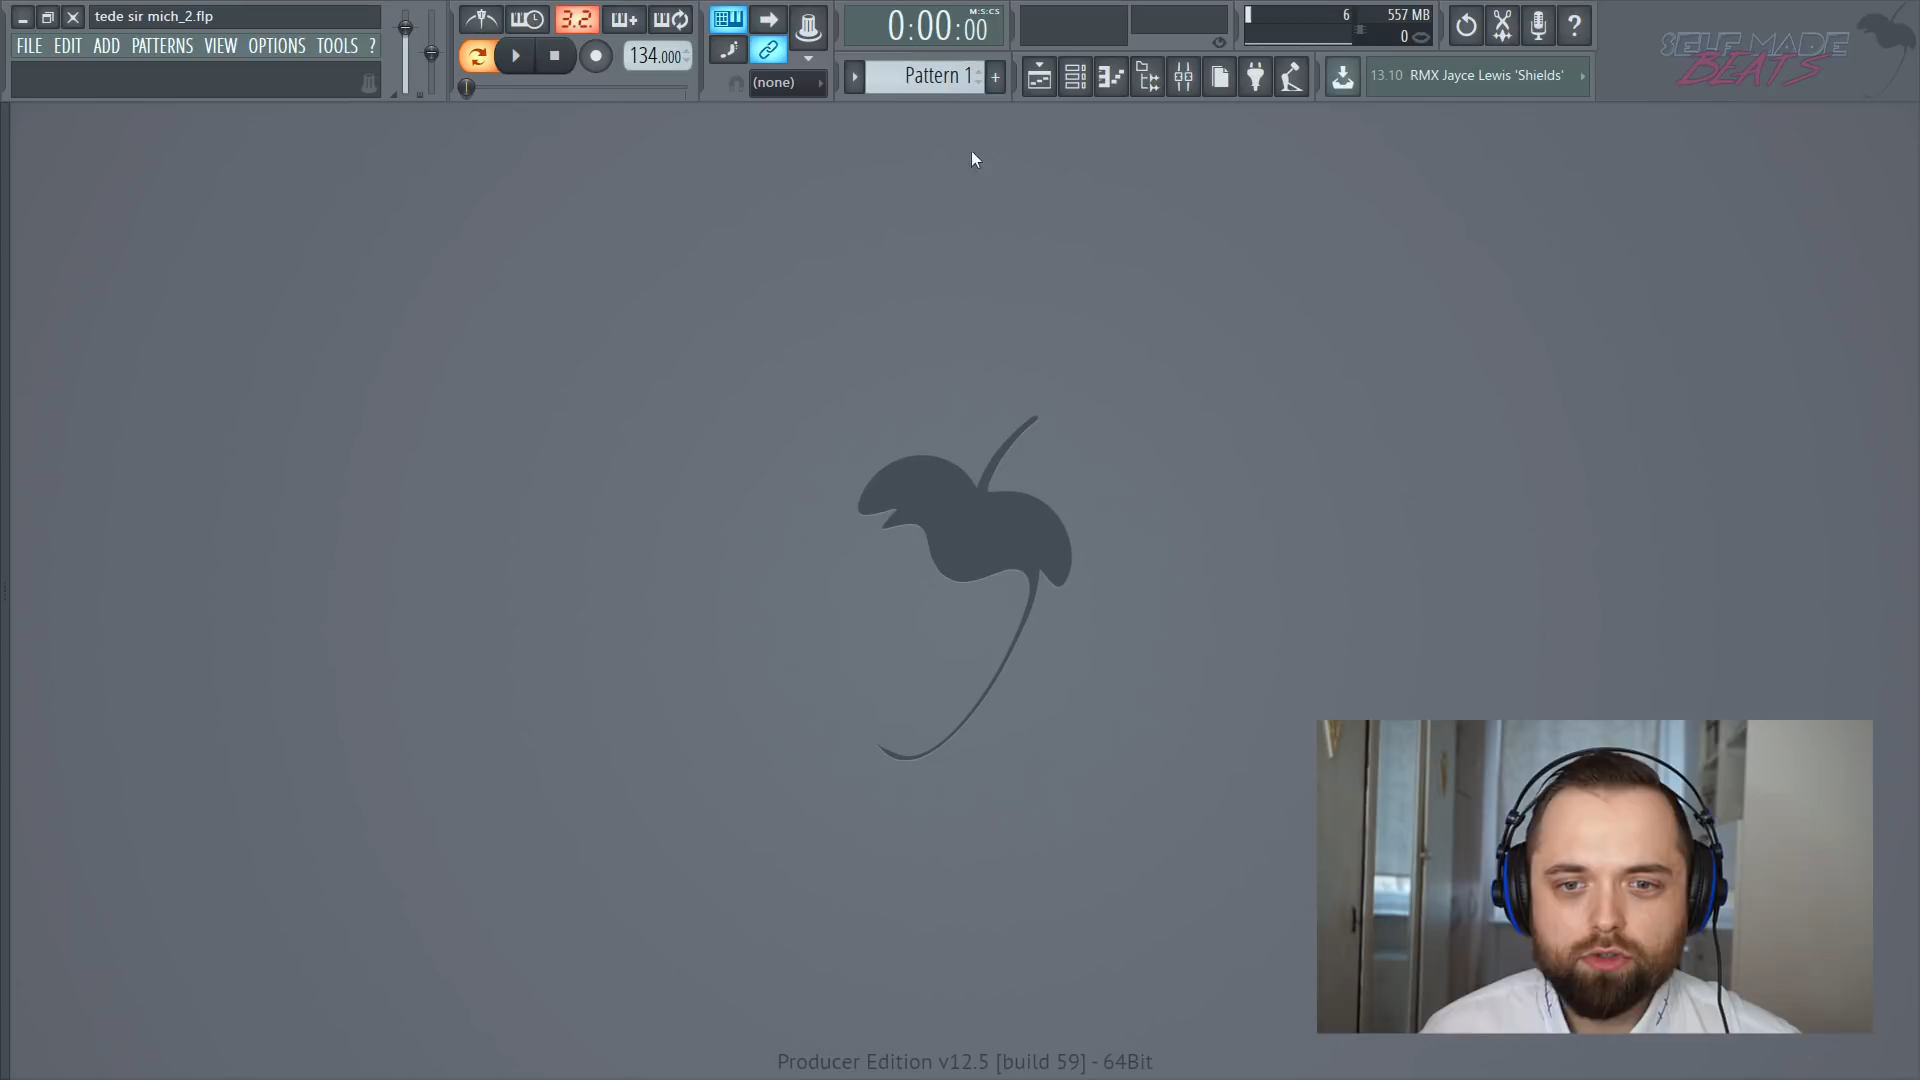 tede sir mich_2.flp
FILE EDIT ADD PATTERNS VIEW OPTIONS TOOLS ?
3.2.
134.000
(none)
0:00:00
M:S:CS
Pattern 1
+
6
557 MB
0
?
13.10 RMX Jayce Lewis 'Shields'
SELF MADE
BEATS
Producer Edition v12.5 [build 59] - 64Bit